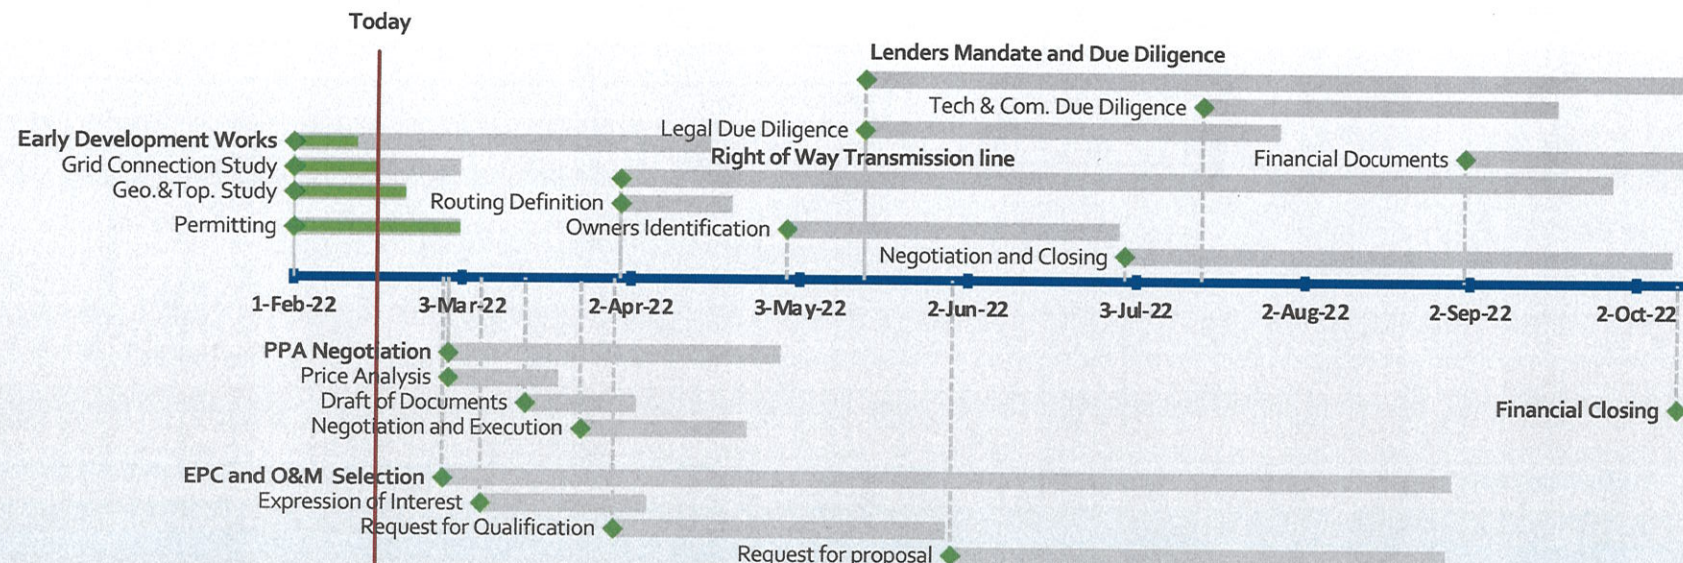 Today
Lenders Mandate and Due Diligence
Tech & Com. Due Diligence
Early Development Works
Legal Due Diligence
Grid Connection Study
Right of Way Transmission line
Financial Documents
Geo.&Top. Study
Routing Definition
Permitting
Owners Identification
Negotiation and Closing
1-Feb-22 3-Mar-22 2-Apr-22 3-May-22 2-Jun-22 3-Jul-22 2-Aug-22 2-Sep-22 2-Oct-22
PPA Negotiation
Price Analysis
Draft of Documents
Financial Closing
Negotiation and Execution
EPC and O&M Selection
Expression of Interest
Request for Qualification
Request for proposal